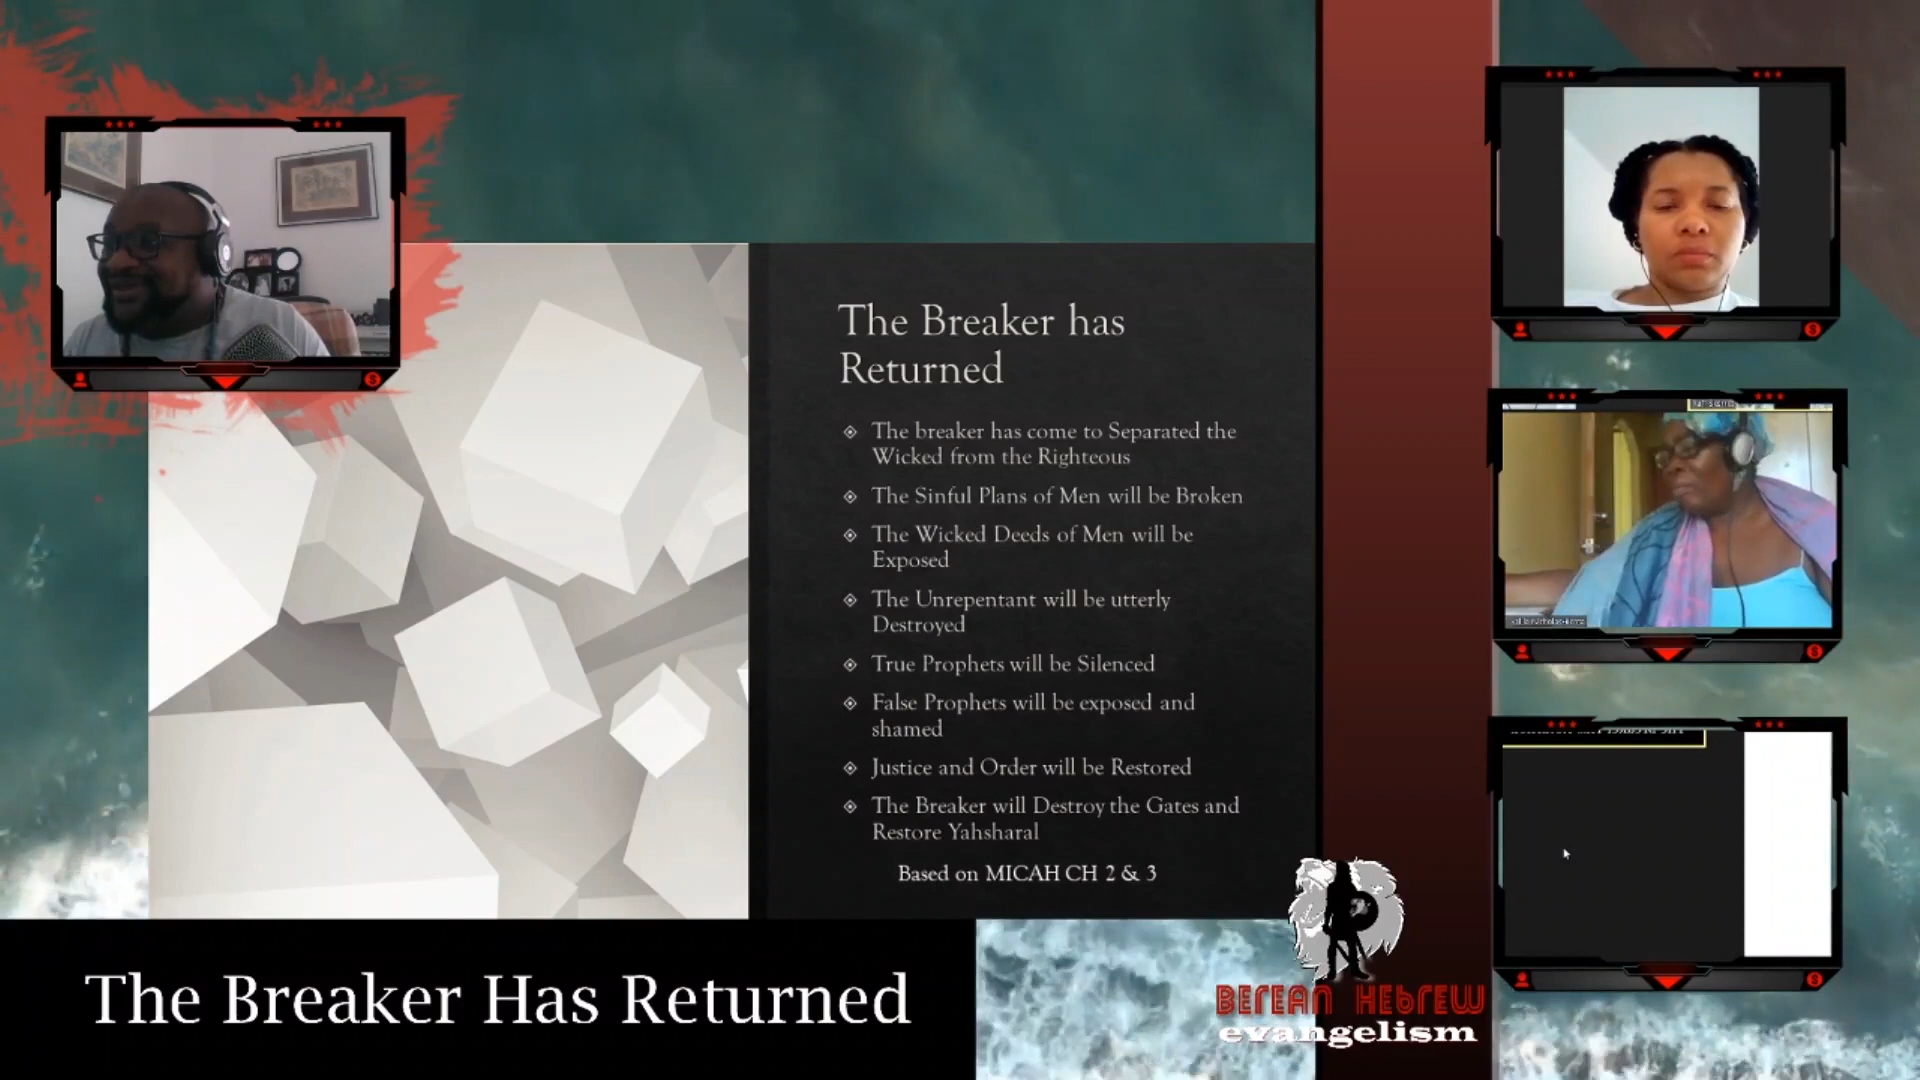 The Breaker has
Returned
The breaker has come to Separated the
Wicked from the Righteous
The Sinful Plans of Men will be Broken
The Wicked Deeds of Men will be
Exposed
The Unrepentant will be utterly
Destroyed
True Prophets will be Silenced
False Prophets will be exposed and
shamed
Justice and Order will be Restored
The Breaker will Destroy the Gates and
Restore Yahsharal
Based on MICAH CH 2 & 3
The Breaker Has Returned
BEREAN HEBREW
evangelism